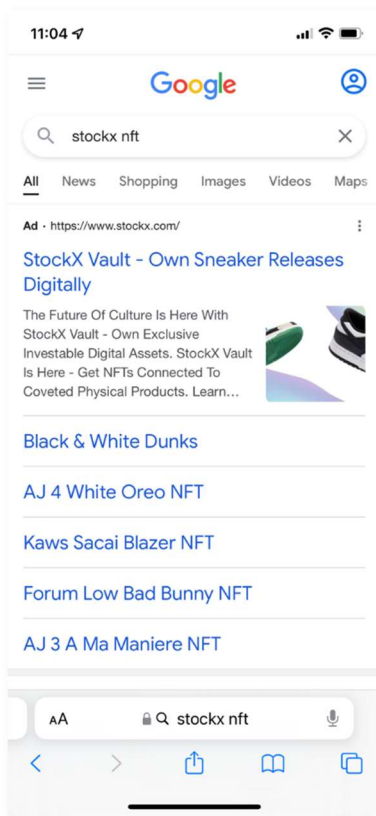 11:04
Google
stockx nft
All News Shopping Images Videos Maps
Ad · https://www.stockx.com/
StockX Vault - Own Sneaker Releases
Digitally
The Future Of Culture Is Here With
StockX Vault - Own Exclusive
Investable Digital Assets. StockX Vault
Is Here - Get NFTs Connected To
Coveted Physical Products. Learn...
Black & White Dunks
AJ 4 White Oreo NFT
Kaws Sacai Blazer NFT
Forum Low Bad Bunny NFT
AJ 3 A Ma Maniere NFT
AA stockx nft